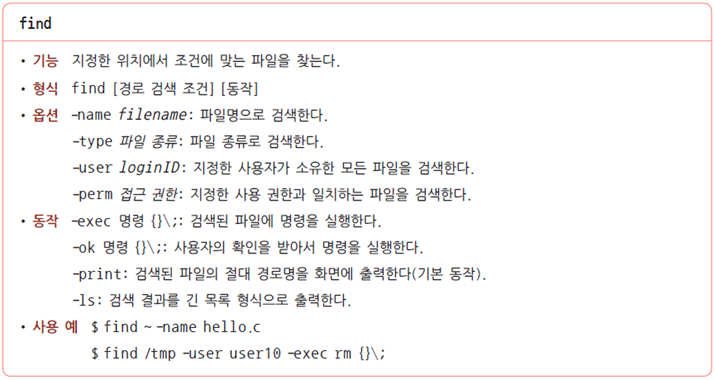 find
• 기능 지정한 위치에서 조건에 맞는 파일을 찾는다.
• 형식 find [경로 검색 조건] [동작]
• 옵션 -name filename: 파일명으로 검색한다.
-type 파일 종류: 파일 종류로 검색한다.
-user loginID: 지정한 사용자가 소유한 모든 파일을 검색한다.
-perm 접근 권한: 지정한 사용 권한과 일치하는 파일을 검색한다.
• 동작 -exec 명령 {}\;: 검색된 파일에 명령을 실행한다.
-ok 명령 {}\;: 사용자의 확인을 받아서 명령을 실행한다.
-print: 검색된 파일의 절대 경로명을 화면에 출력한다(기본 동작).
-ls: 검색 결과를 긴 목록 형식으로 출력한다.
• 사용 예 $ find ~ -name hello.c
$ find /tmp -user user10 -exec rm {}\;